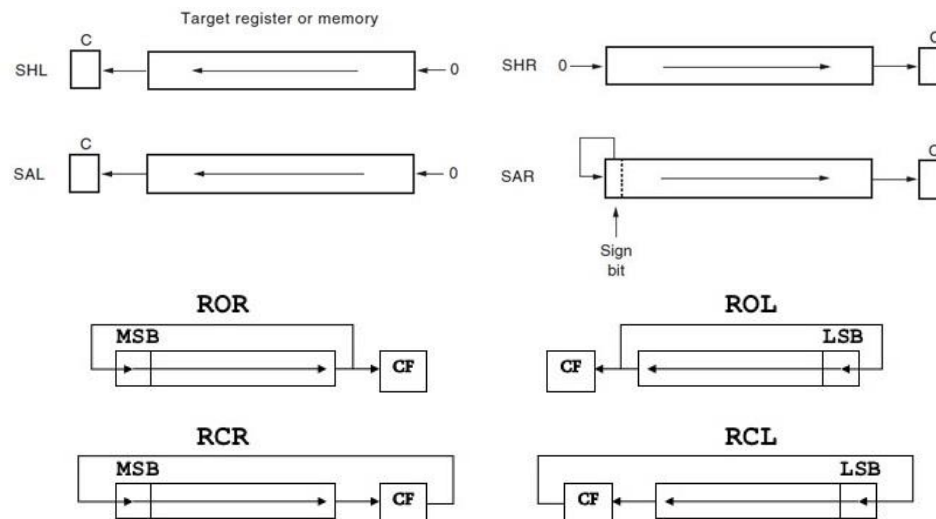 Target register or memory
C
C
SHL
0
SHR
0
C
C
SAL
0
SAR
Sign
bit
ROR
ROL
MSB
LSB
CF
CF
RCR
RCL
MSB
LSB
CF
CF